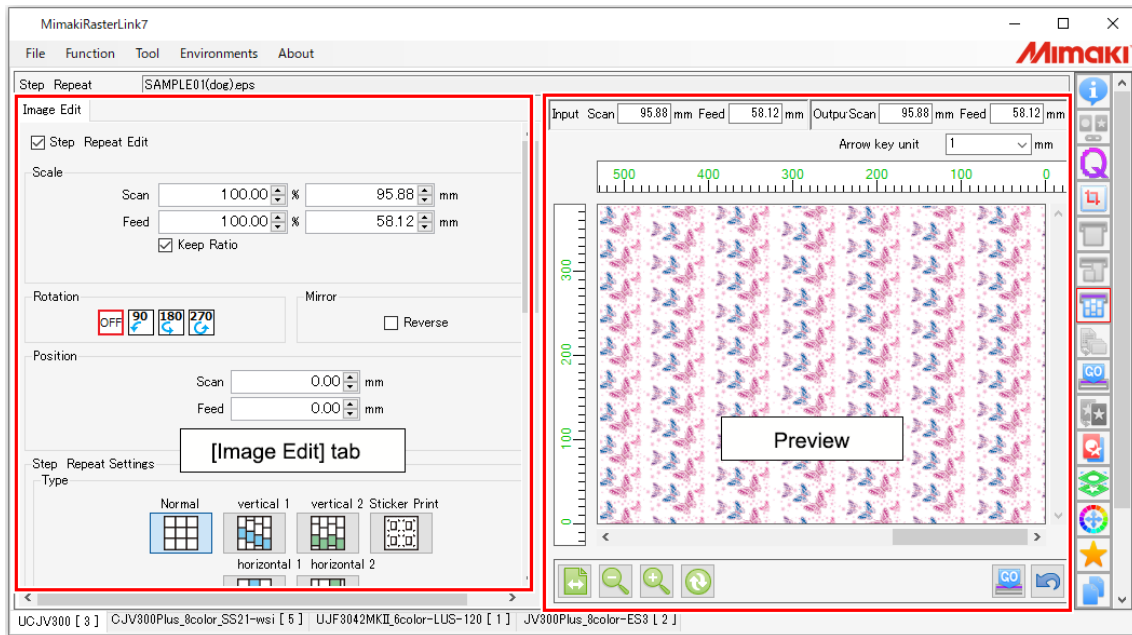 MimakiRasterLink7
File Function Tool Environments About
Mimaki
Step Repeat SAMPLE01(dog).eps
Image Edit
Step Repeat Edit
Scale
Scan 100.00 % 95.88 mm
Feed 100.00 % 58.12 mm
Keep Ratio
Rotation
OFF 90 180 270
Mirror
Reverse
Position
Scan 0.00 mm
Feed 0.00 mm
[Image Edit] tab
Step Repeat Settings
Type
Normal vertical 1 vertical 2 Sticker Print
horizontal 1 horizontal 2
Input Scan 95.88 mm Feed 58.12 mm Outpu Scan 95.88 mm Feed 58.12 mm
Arrow key unit 1 mm
500 400 300 200 100 0
300
200
100
0
Preview
GO
Q
GO
UCJV300 [ 3 ] CJV300Plus_8color_SS21-wsi [ 5 ] UJF3042MKII_6color-LUS-120 [ 1 ] JV300Plus_8color-ES3 [ 2 ]